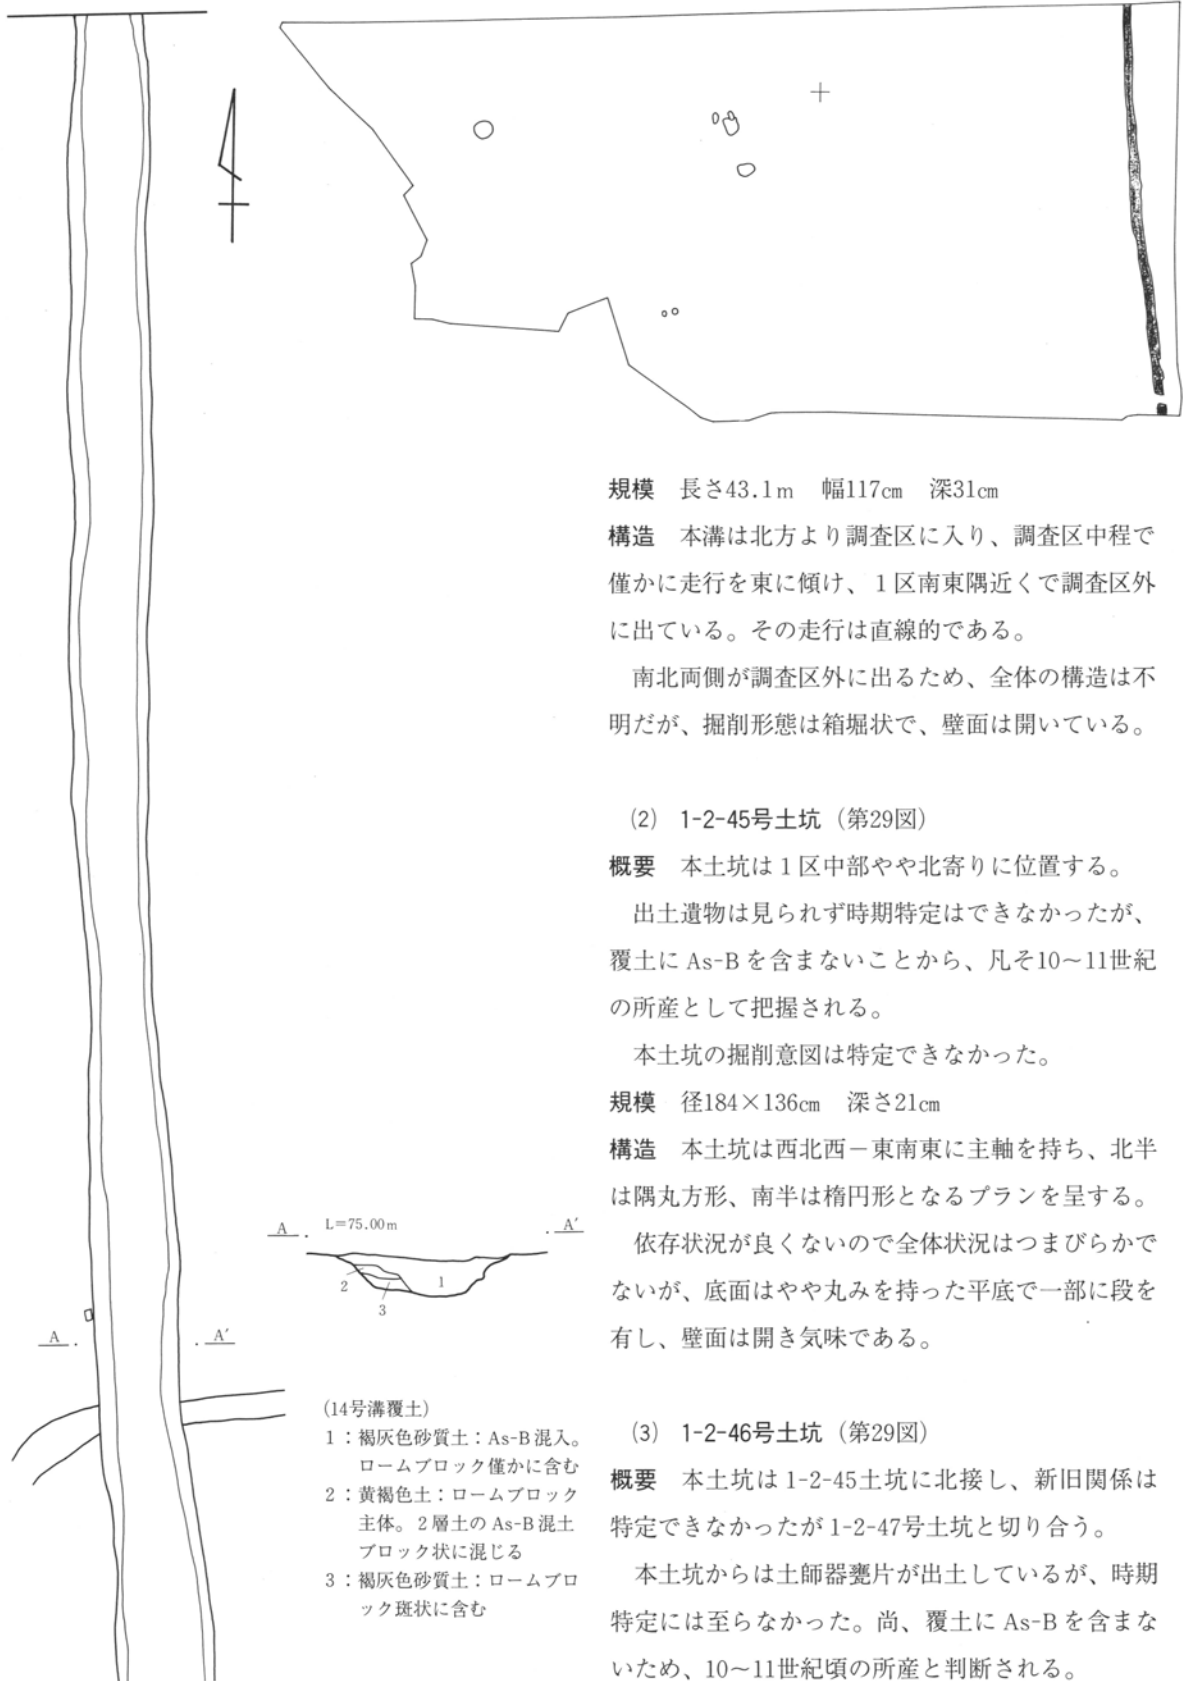 規模　長さ43.1m　幅117cm　深31cm
構造　本溝は北方より調査区に入り、調査区中程で
僅かに走行を東に傾け、1区南東隅近くで調査区外
に出ている。その走行は直線的である。
南北両側が調査区外に出るため、全体の構造は不
明だが、掘削形態は箱堀状で、壁面は開いている。
(2)　1-2-45号土坑（第29図）
概要　本土坑は1区中部やや北寄りに位置する。
出土遺物は見られず時期特定はできなかったが、
覆土に As-B を含まないことから、凡そ10～11世紀
の所産として把握される。
本土坑の掘削意図は特定できなかった。
規模　径184×136cm　深さ21cm
構造　本土坑は西北西－東南東に主軸を持ち、北半
は隅丸方形、南半は楕円形となるプランを呈する。
依存状況が良くないので全体状況はつまびらかで
ないが、底面はやや丸みを持った平底で一部に段を
有し、壁面は開き気味である。
(3)　1-2-46号土坑（第29図）
概要　本土坑は1-2-45土坑に北接し、新旧関係は
特定できなかったが1-2-47号土坑と切り合う。
本土坑からは土師器甕片が出土しているが、時期
特定には至らなかった。尚、覆土に As-B を含まな
いため、10～11世紀頃の所産と判断される。
A . L=75.00m . A′
1
2
3
A . . A′
(14号溝覆土)
1：褐灰色砂質土：As-B混入。
ロームブロック僅かに含む
2：黄褐色土：ロームブロック
主体。2層土の As-B 混土
ブロック状に混じる
3：褐灰色砂質土：ロームブロ
ック斑状に含む